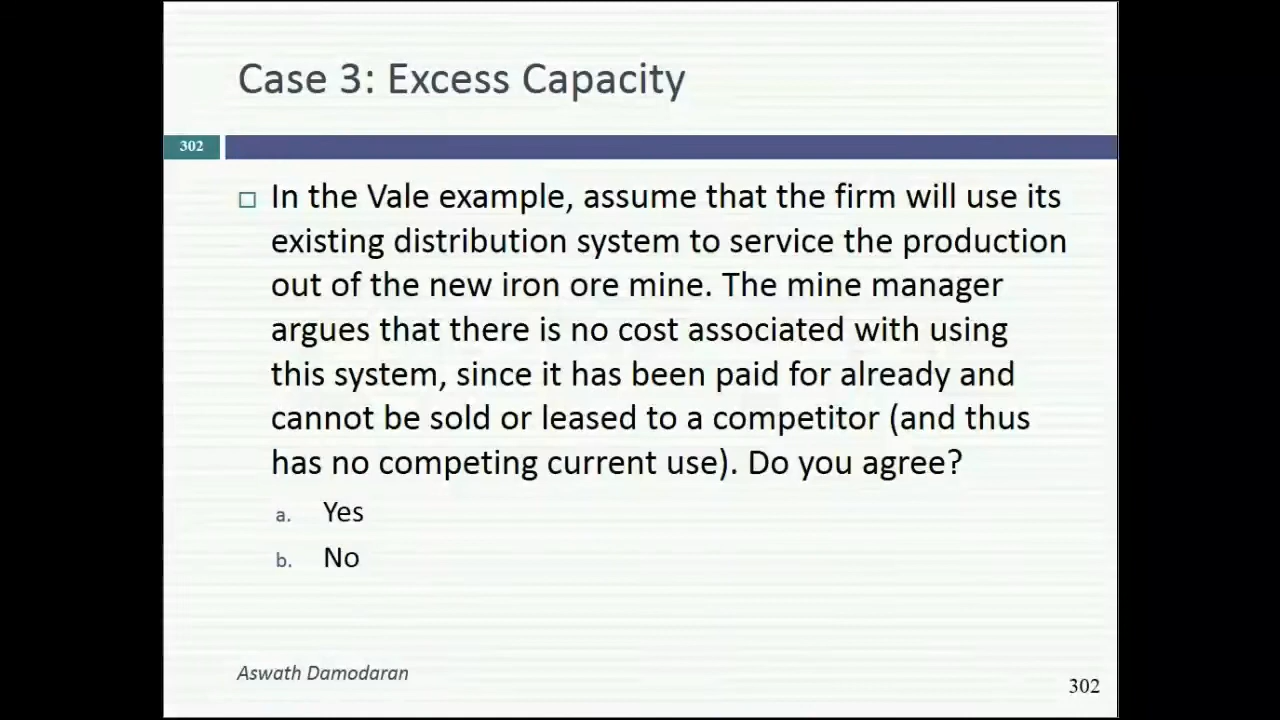 Case 3: Excess Capacity
302
In the Vale example, assume that the firm will use its
existing distribution system to service the production
out of the new iron ore mine. The mine manager
argues that there is no cost associated with using
this system, since it has been paid for already and
cannot be sold or leased to a competitor (and thus
has no competing current use). Do you agree?
a. Yes
b. No
Aswath Damodaran
302